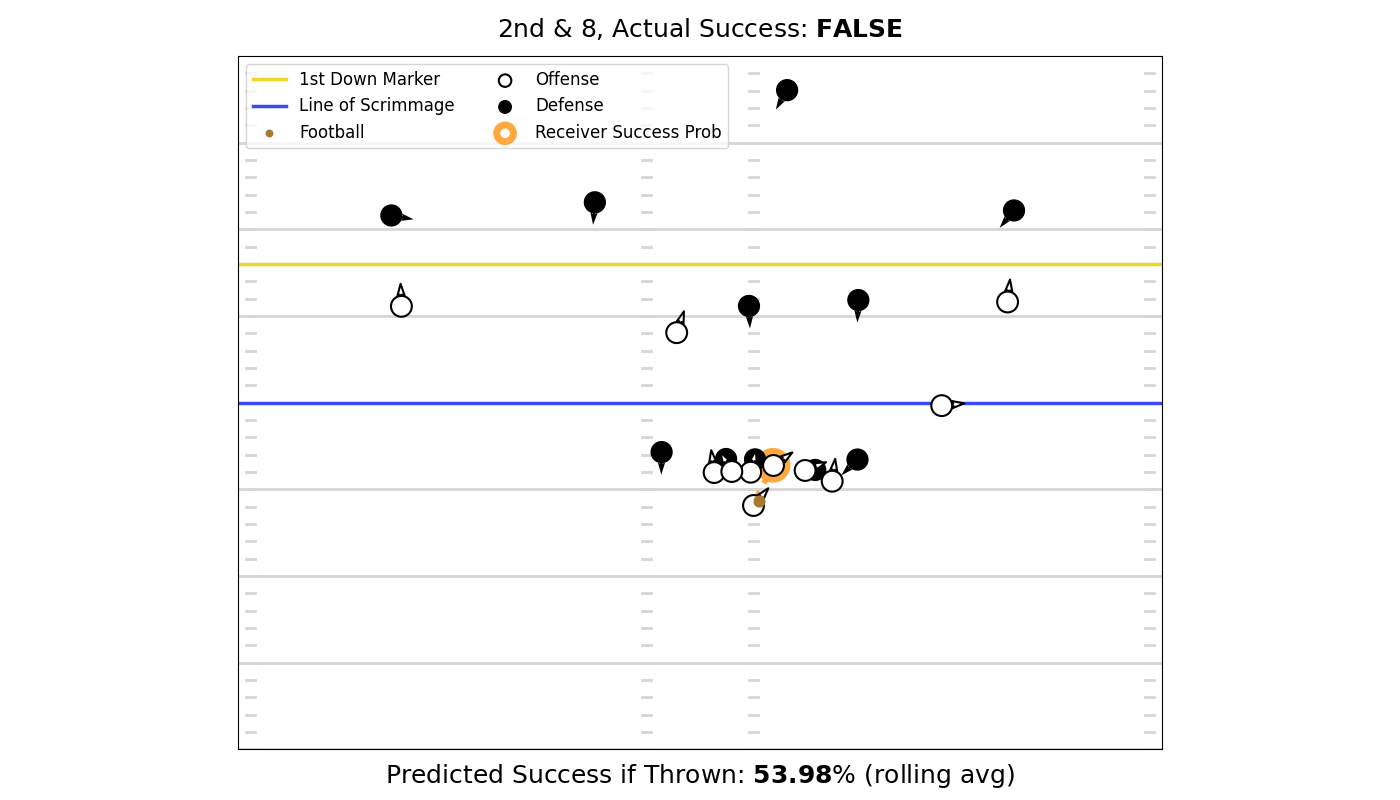 2nd & 8, Actual Success: FALSE
1st Down Marker
Line of Scrimmage
Football
Offense
Defense
Receiver Success Prob
Predicted Success if Thrown: 53.98% (rolling avg)